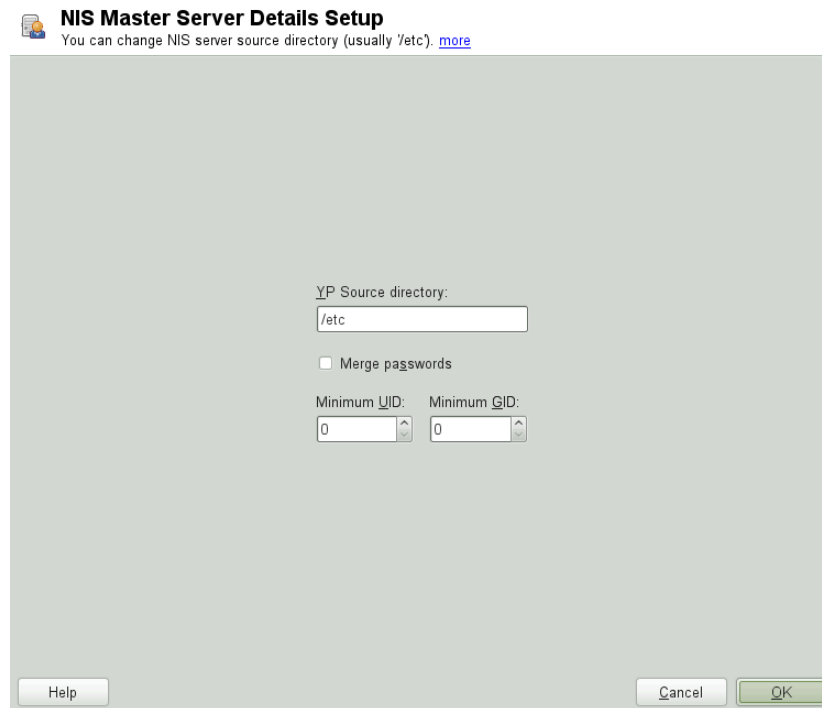 NIS Master Server Details Setup
You can change NIS server source directory (usually '/etc'). more
YP Source directory:
/etc
Merge passwords
Minimum UID: Minimum GID:
0 0
Help Cancel OK